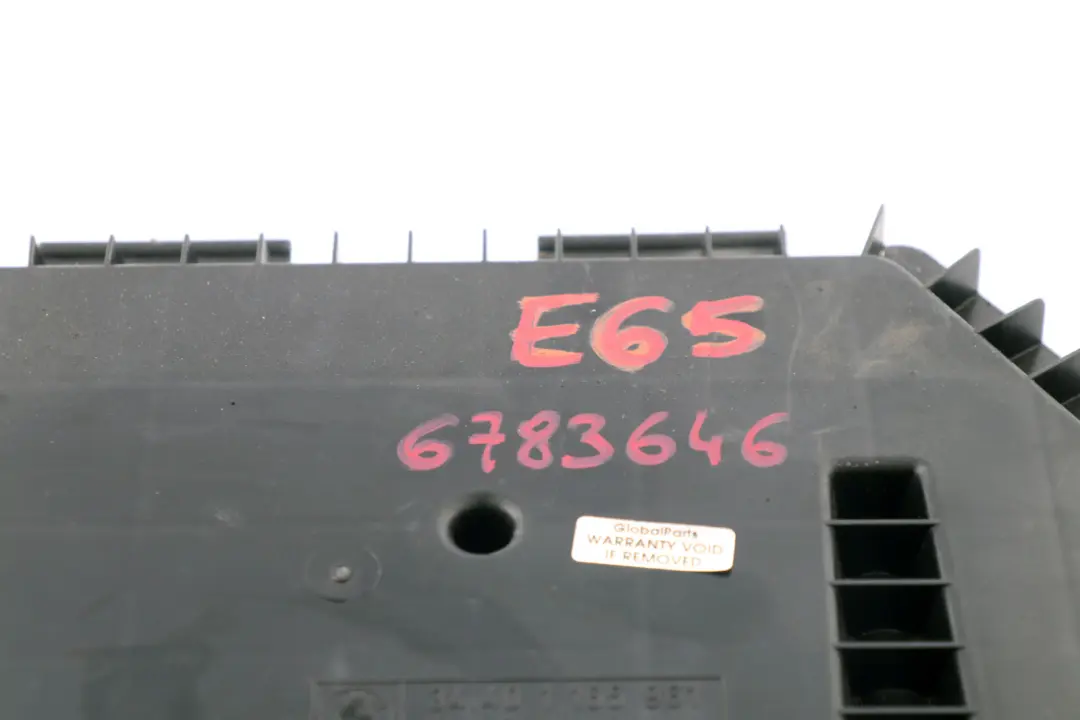 E65
6783646
GlobalParts
WARRANTY VOID
IF REMOVED